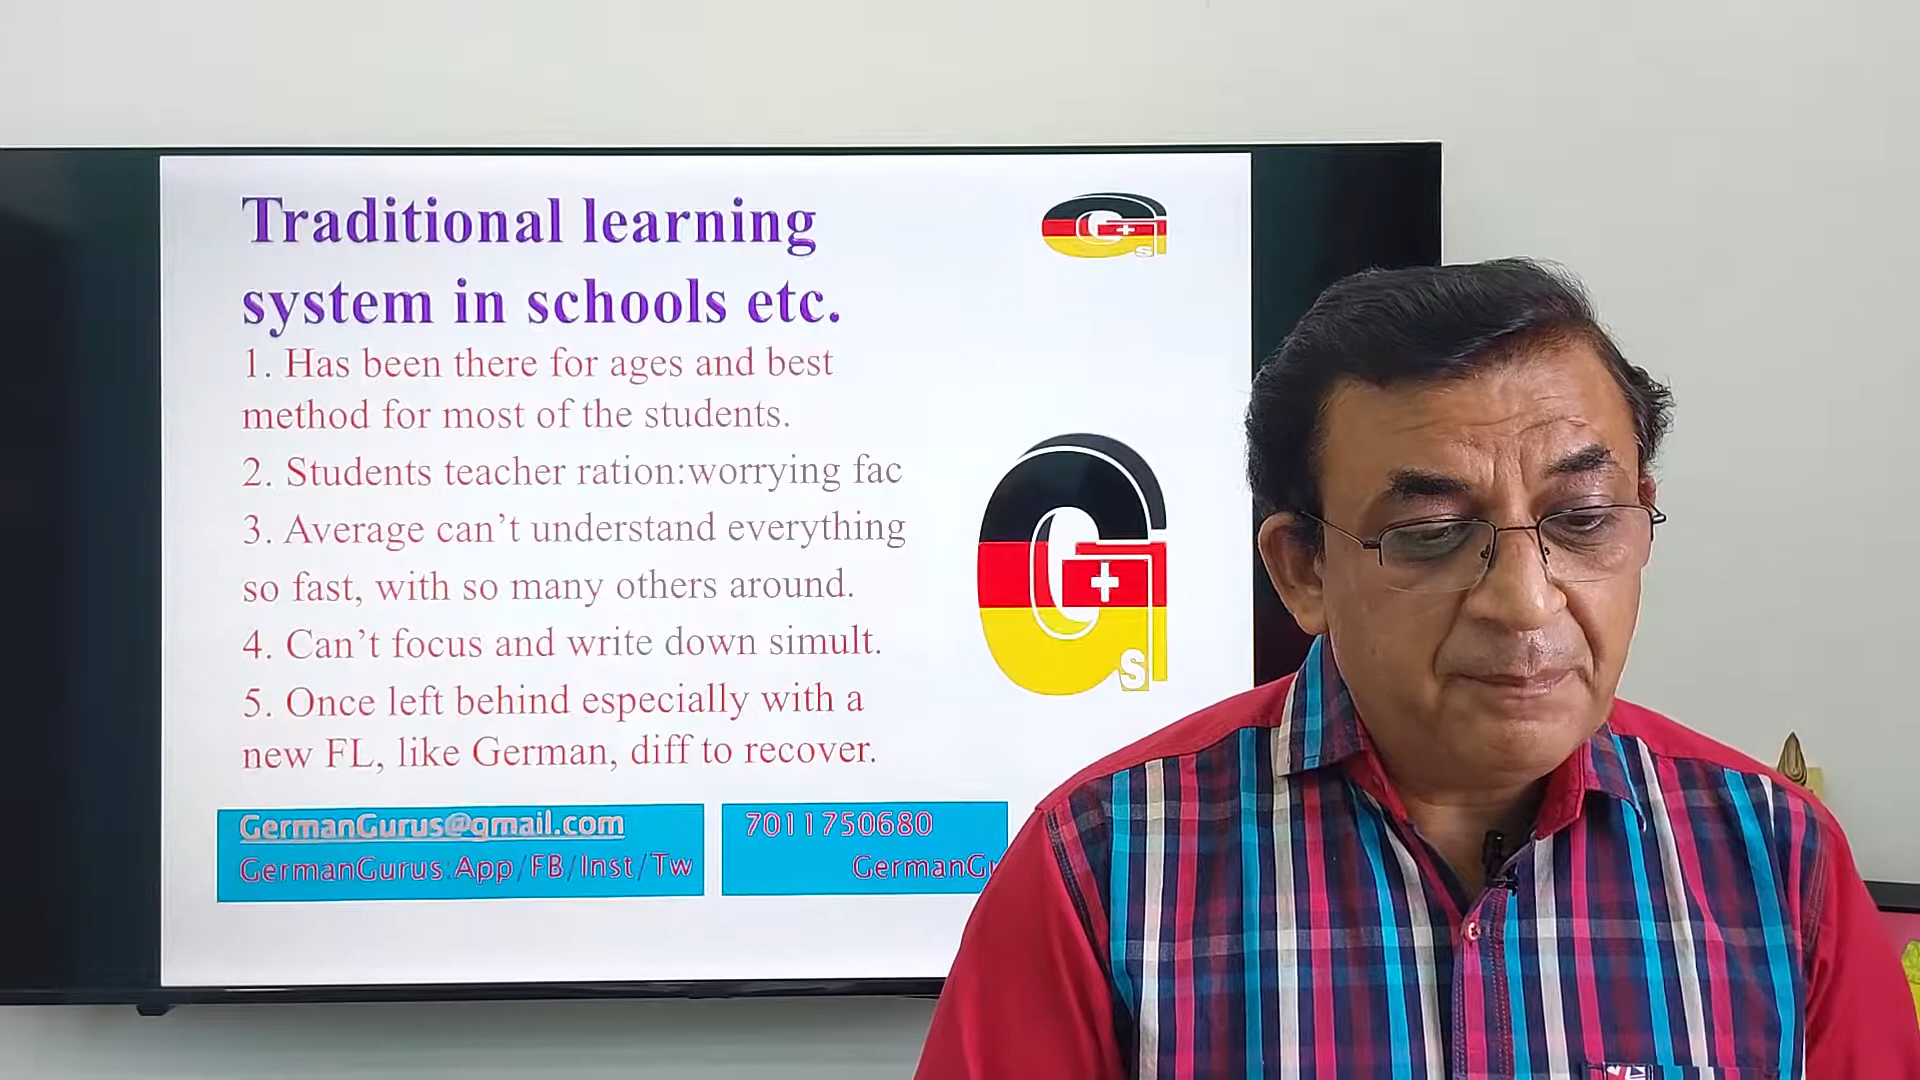 Traditional learning
system in schools etc.
1. Has been there for ages and best
method for most of the students.
2. Students teacher ration:worrying fac
3. Average can’t understand everything
so fast, with so many others around.
4. Can’t focus and write down simult.
5. Once left behind especially with a
new FL, like German, diff to recover.
GermanGurus@gmail.com
GermanGurus:App/FB/Inst/Tw
7011750680
GermanGu
G s
G s